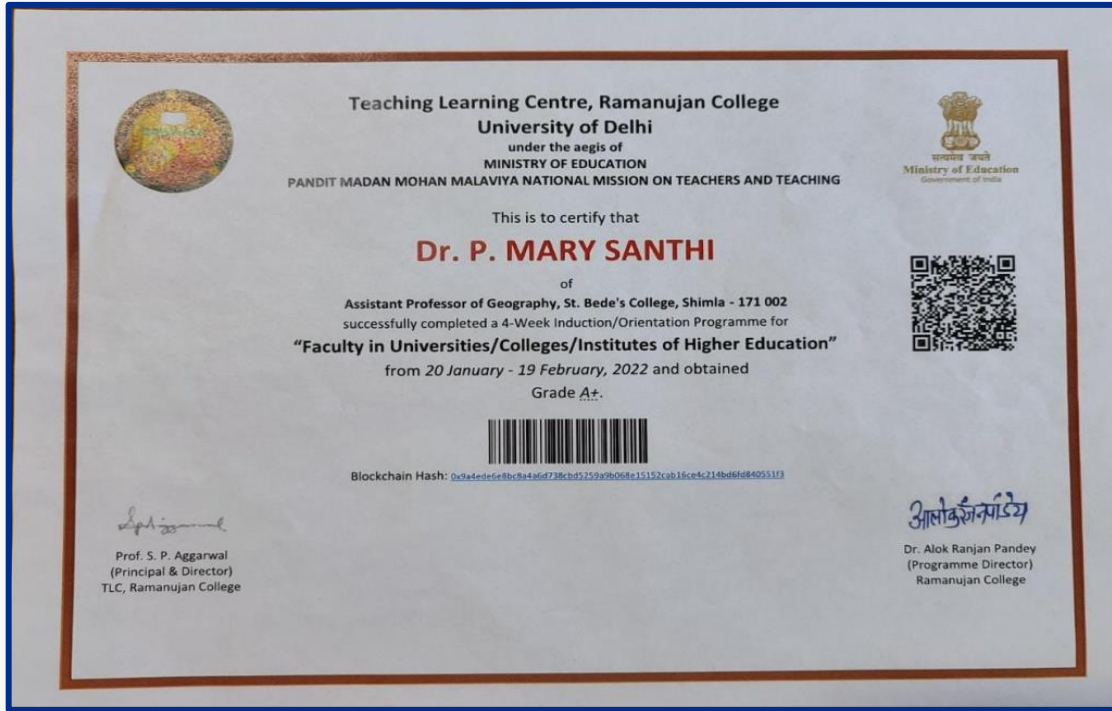 Teaching Learning Centre, Ramanujan College
University of Delhi
under the aegis of
MINISTRY OF EDUCATION
PANDIT MADAN MOHAN MALAVIYA NATIONAL MISSION ON TEACHERS AND TEACHING
सत्यमेव जयते
Ministry of Education
Government of India
This is to certify that
Dr. P. MARY SANTHI
of
Assistant Professor of Geography, St. Bede's College, Shimla - 171 002
successfully completed a 4-Week Induction/Orientation Programme for
“Faculty in Universities/Colleges/Institutes of Higher Education”
from 20 January - 19 February, 2022 and obtained
Grade A+.
Blockchain Hash:
आलोक रंजन पांडेय
Prof. S. P. Aggarwal
(Principal & Director)
TLC, Ramanujan College
Dr. Alok Ranjan Pandey
(Programme Director)
Ramanujan College